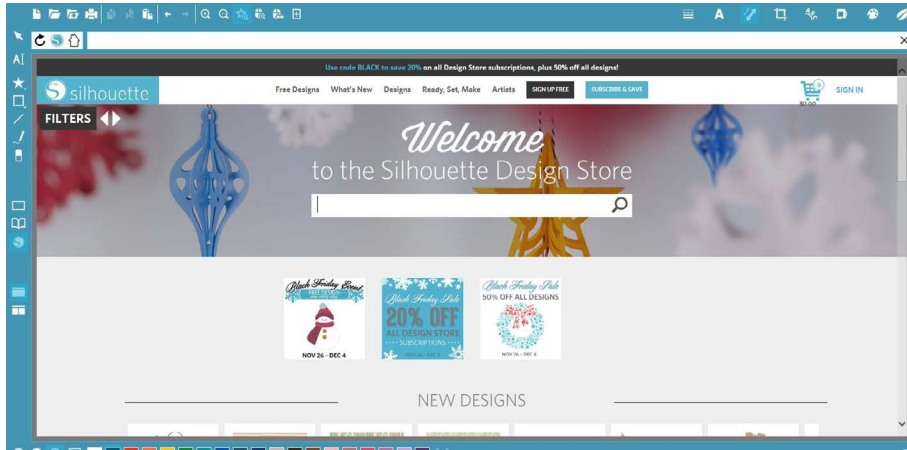 Use code BLACK to save 20% on all Design Store subscriptions, plus 50% off all designs!
silhouette
Free Designs What's New Designs Ready, Set, Make Artists SIGN UP FREE SUBSCRIBE & SAVE
0
$0.00
SIGN IN
FILTERS
Welcome
to the Silhouette Design Store
Black Friday Event
FREE DESIGN
NOV 26 - DEC 4
Black Friday Sale
20% OFF
ALL DESIGN STORE
SUBSCRIPTIONS
NOV 26 - DEC 4
Black Friday Sale
50% OFF ALL DESIGNS
NOV 26 - DEC 4
NEW DESIGNS